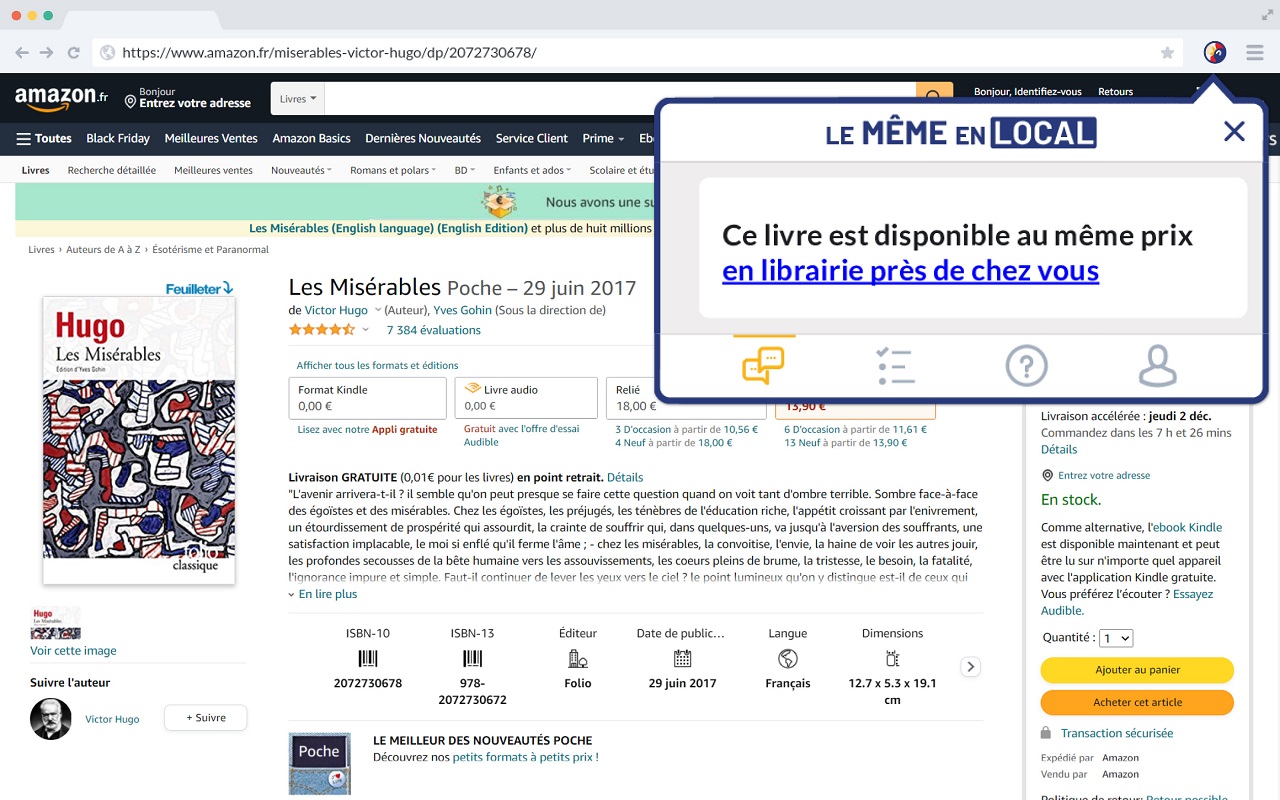 https://www.amazon.fr/miserables-victor-hugo/dp/2072730678/
amazon.fr
Bonjour
Entrez votre adresse
Livres
Bonjour, Identifiez-vous
Retours
Toutes
Black Friday
Meilleures Ventes
Amazon Basics
Dernières Nouveautés
Service Client
Prime
LE MÊME EN LOCAL
Ce livre est disponible au même prix
en librairie près de chez vous
Livres
Recherche détaillée
Meilleures ventes
Nouveautés
Romans et polars
BD
Enfants et ados
Scolaire et étu
Nous avons une su
Les Misérables (English language) (English Edition) et plus de huit millions
Livres › Auteurs de A à Z › Ésotérisme et Paranormal
Feuilleter
Hugo
Les Misérables
Édition d'Yves Gohin
folio
classique
Les Misérables Poche – 29 juin 2017
de Victor Hugo (Auteur), Yves Gohin (Sous la direction de)
7 384 évaluations
Afficher tous les formats et éditions
Format Kindle
0,00 €
Lisez avec notre Appli gratuite
Livre audio
0,00 €
Gratuit avec l'offre d'essai
Audible
Relié
18,00 €
3 D'occasion à partir de 10,56 €
4 Neuf à partir de 18,00 €
13,90 €
6 D'occasion à partir de 11,61 €
13 Neuf à partir de 13,90 €
Livraison GRATUITE (0,01€ pour les livres) en point retrait. Détails
"L'avenir arrivera-t-il ? il semble qu'on peut presque se faire cette question quand on voit tant d'ombre terrible. Sombre face-à-face
des égoïstes et des misérables. Chez les égoïstes, les préjugés, les ténèbres de l'éducation riche, l'appétit croissant par l'enivrement,
un étourdissement de prospérité qui assourdit, la crainte de souffrir qui, dans quelques-uns, va jusqu'à l'aversion des souffrants, une
satisfaction implacable, le moi si enflé qu'il ferme l'âme ; - chez les misérables, la convoitise, l'envie, la haine de voir les autres jouir,
les profondes secousses de la bête humaine vers les assouvissements, les coeurs pleins de brume, la tristesse, le besoin, la fatalité,
l'ignorance impure et simple. Faut-il continuer de lever les yeux vers le ciel ? le point lumineux qu'on y distingue est-il de ceux qui
En lire plus
ISBN-10
2072730678
ISBN-13
978-
2072730672
Éditeur
Folio
Date de public...
29 juin 2017
Langue
Français
Dimensions
12.7 x 5.3 x 19.1
cm
Hugo
Les Misérables
Voir cette image
Suivre l'auteur
Victor Hugo
+ Suivre
Poche
LE MEILLEUR DES NOUVEAUTÉS POCHE
Découvrez nos petits formats à petits prix !
Livraison accélérée : jeudi 2 déc.
Commandez dans les 7 h et 26 mins
Détails
Entrez votre adresse
En stock.
Comme alternative, l'ebook Kindle
est disponible maintenant et peut
être lu sur n'importe quel appareil
avec l'application Kindle gratuite.
Vous préférez l'écouter ? Essayez
Audible.
Quantité : 1
Ajouter au panier
Acheter cet article
Transaction sécurisée
Expédié par Amazon
Vendu par Amazon
Politique de retour: Retour possible